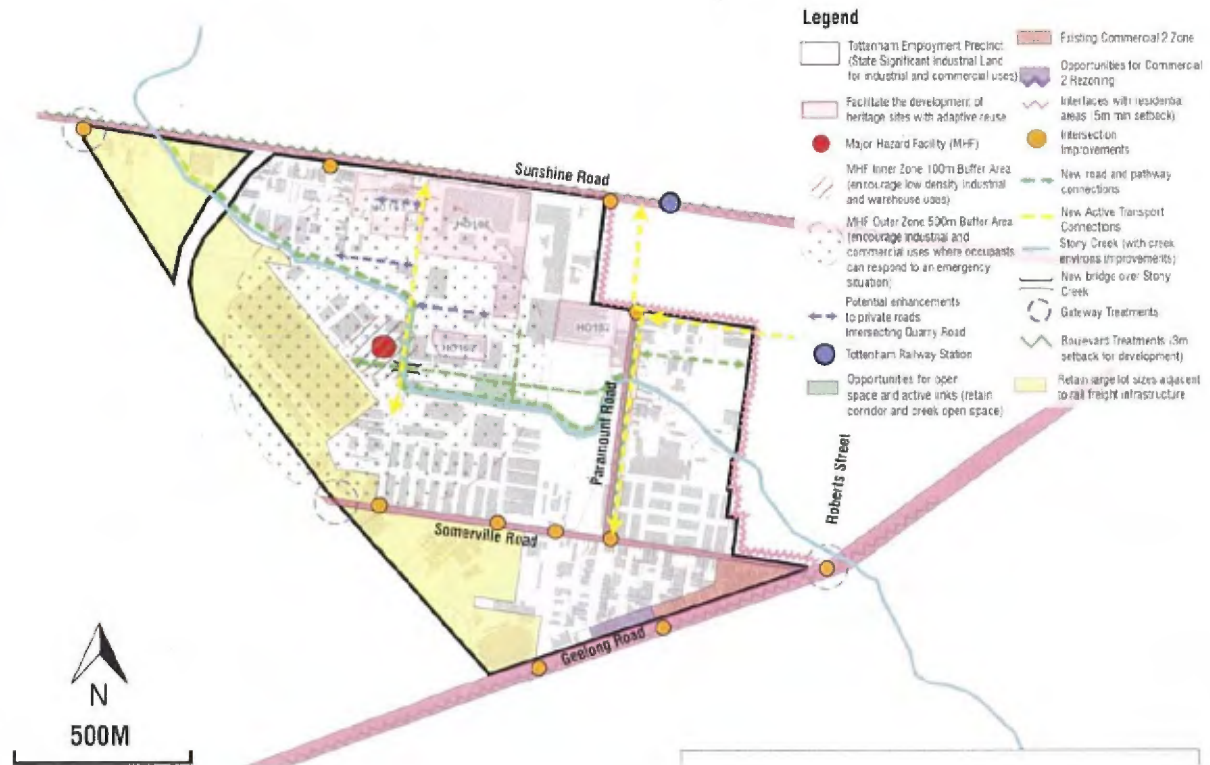 Legend
Tottenham Employment Precinct
(State Significant Industrial Land
for industrial and commercial uses)
Facilitate the development of
heritage sites with adaptive reuse
Major Hazard Facility (MHF)
MHF Inner Zone 100m Buffer Area
(encourage low density industrial
and warehouse uses)
MHF Outer Zone 500m Buffer Area
(encourage industrial and
commercial uses where occupants
can respond to an emergency
situation)
Potential enhancements
to private roads
Intersecting Quarry Road
Tottenham Railway Station
Opportunities for open
space and active links (retain
corridor and creek open space)
Existing Commercial 2 Zone
Opportunities for Commercial
2 Rezoning
Interfaces with residential
areas (5m min setback)
Intersection
Improvements
New road and pathway
connections
New Active Transport
Connections
Stony Creek (with creek
environs improvements)
New bridge over Stony
Creek
Gateway Treatments
Boulevard Treatments (3m
setback for development)
Retain large lot sizes adjacent
to rail freight infrastructure
Sunshine Road
Paramount Road
Somerville Road
Roberts Street
Geelong Road
N
500M